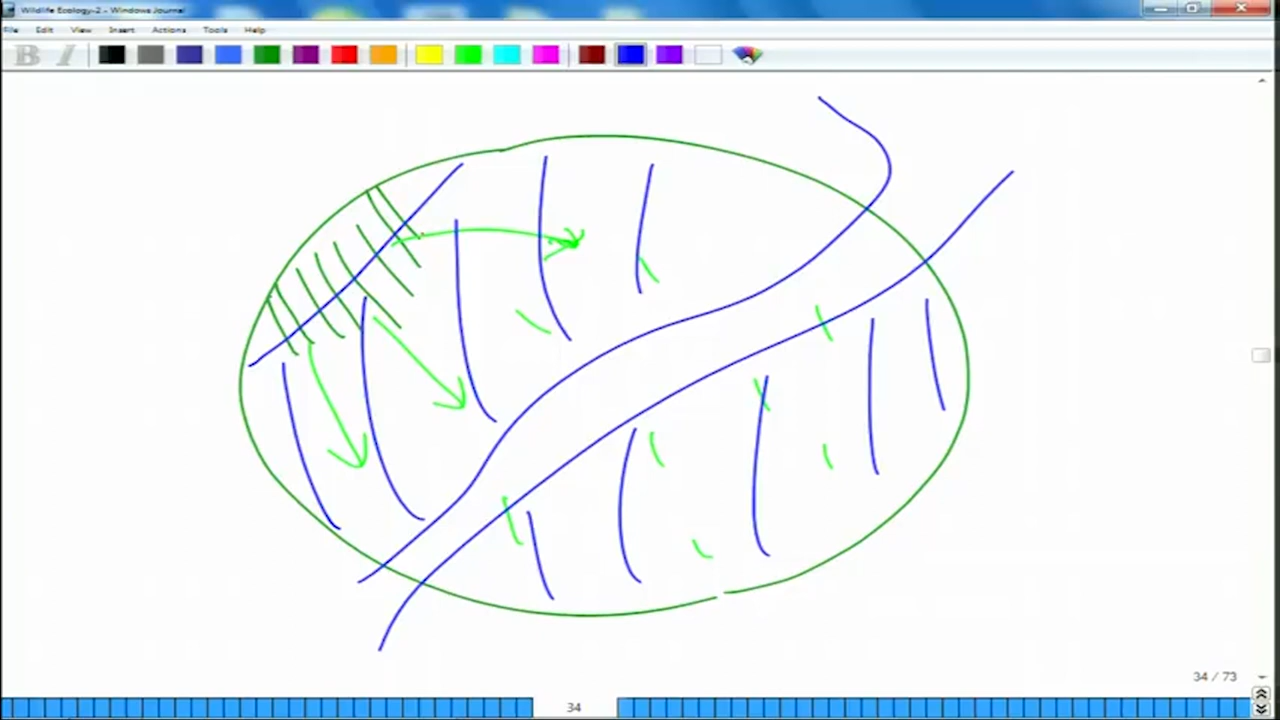 Wildlife Ecology-2 - Windows Journal
File Edit View Insert Actions Tools Help
B I
34 / 73
34